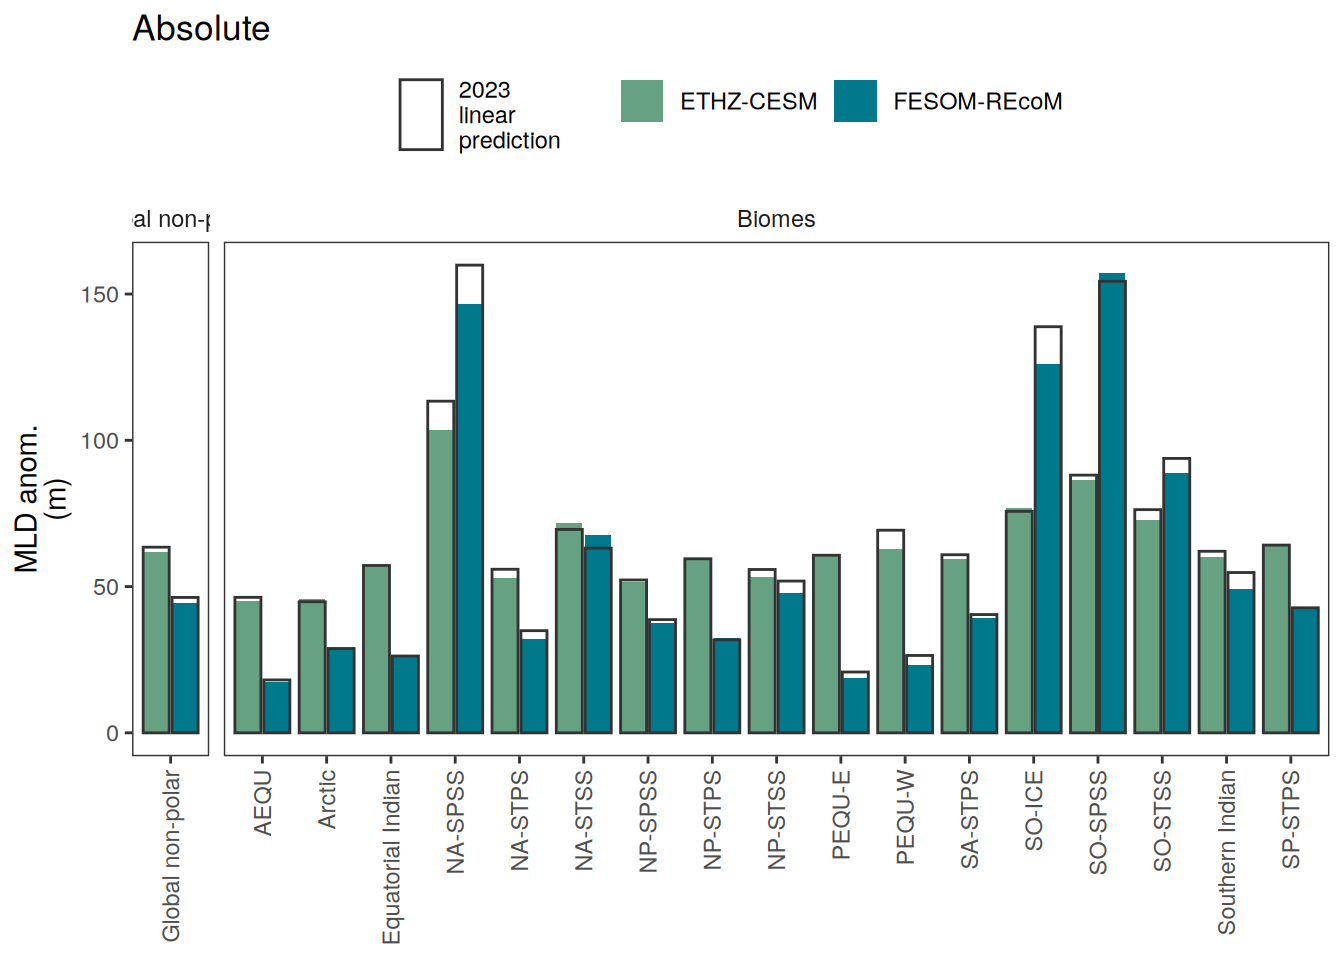 Absolute
2023
linear
prediction
ETHZ-CESM
FESOM-REcoM
al non-
Biomes
MLD anom.
(m)
150
100
50
0
Global non-polar
AEQU
Arctic
Equatorial Indian
NA-SPSS
NA-STPS
NA-STSS
NP-SPSS
NP-STPS
NP-STSS
PEQU-E
PEQU-W
SA-STPS
SO-ICE
SO-SPSS
SO-STSS
Southern Indian
SP-STPS